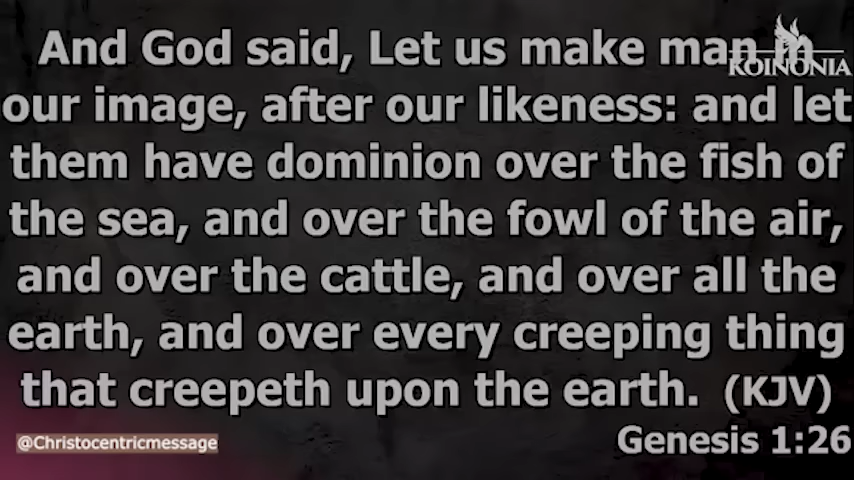 And God said, Let us make man in
KOINONIA
our image, after our likeness: and let
them have dominion over the fish of
the sea, and over the fowl of the air,
and over the cattle, and over all the
earth, and over every creeping thing
that creepeth upon the earth. (KJV)
@Christocentricmessage
Genesis 1:26